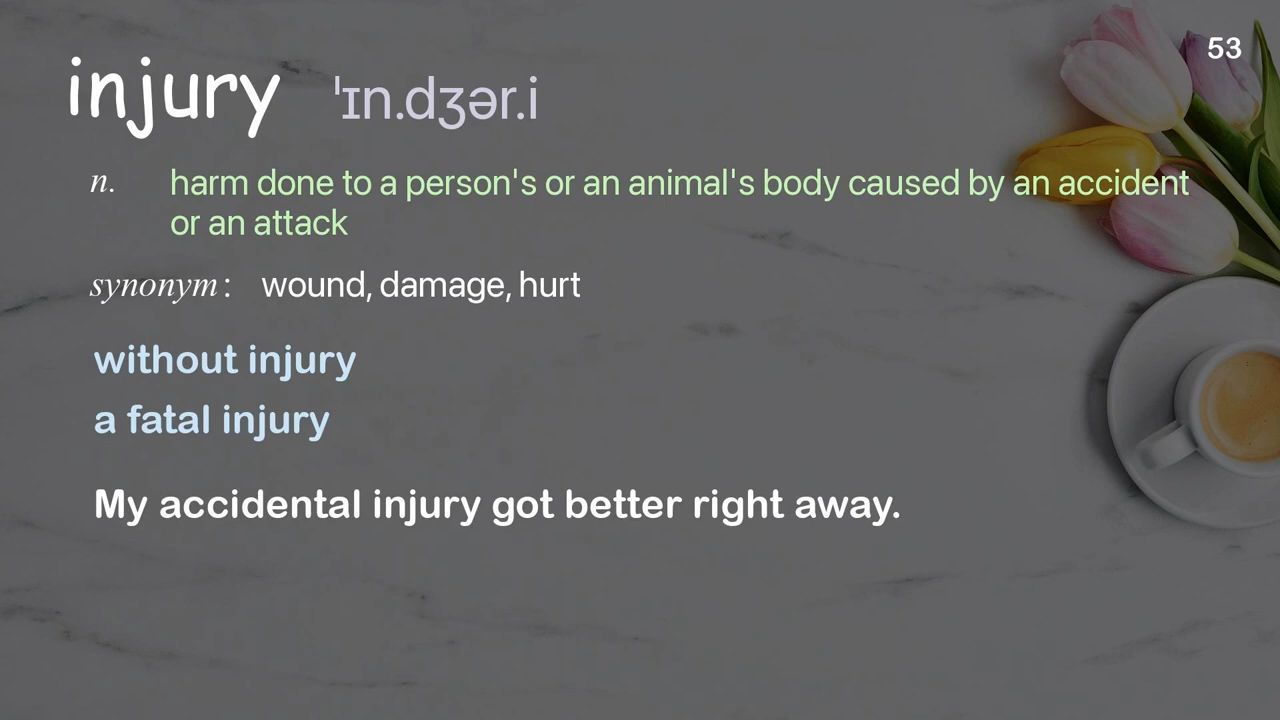 53
injury ˈɪn.dʒər.i
n. harm done to a person's or an animal's body caused by an accident
or an attack
synonym : wound, damage, hurt
without injury
a fatal injury
My accidental injury got better right away.